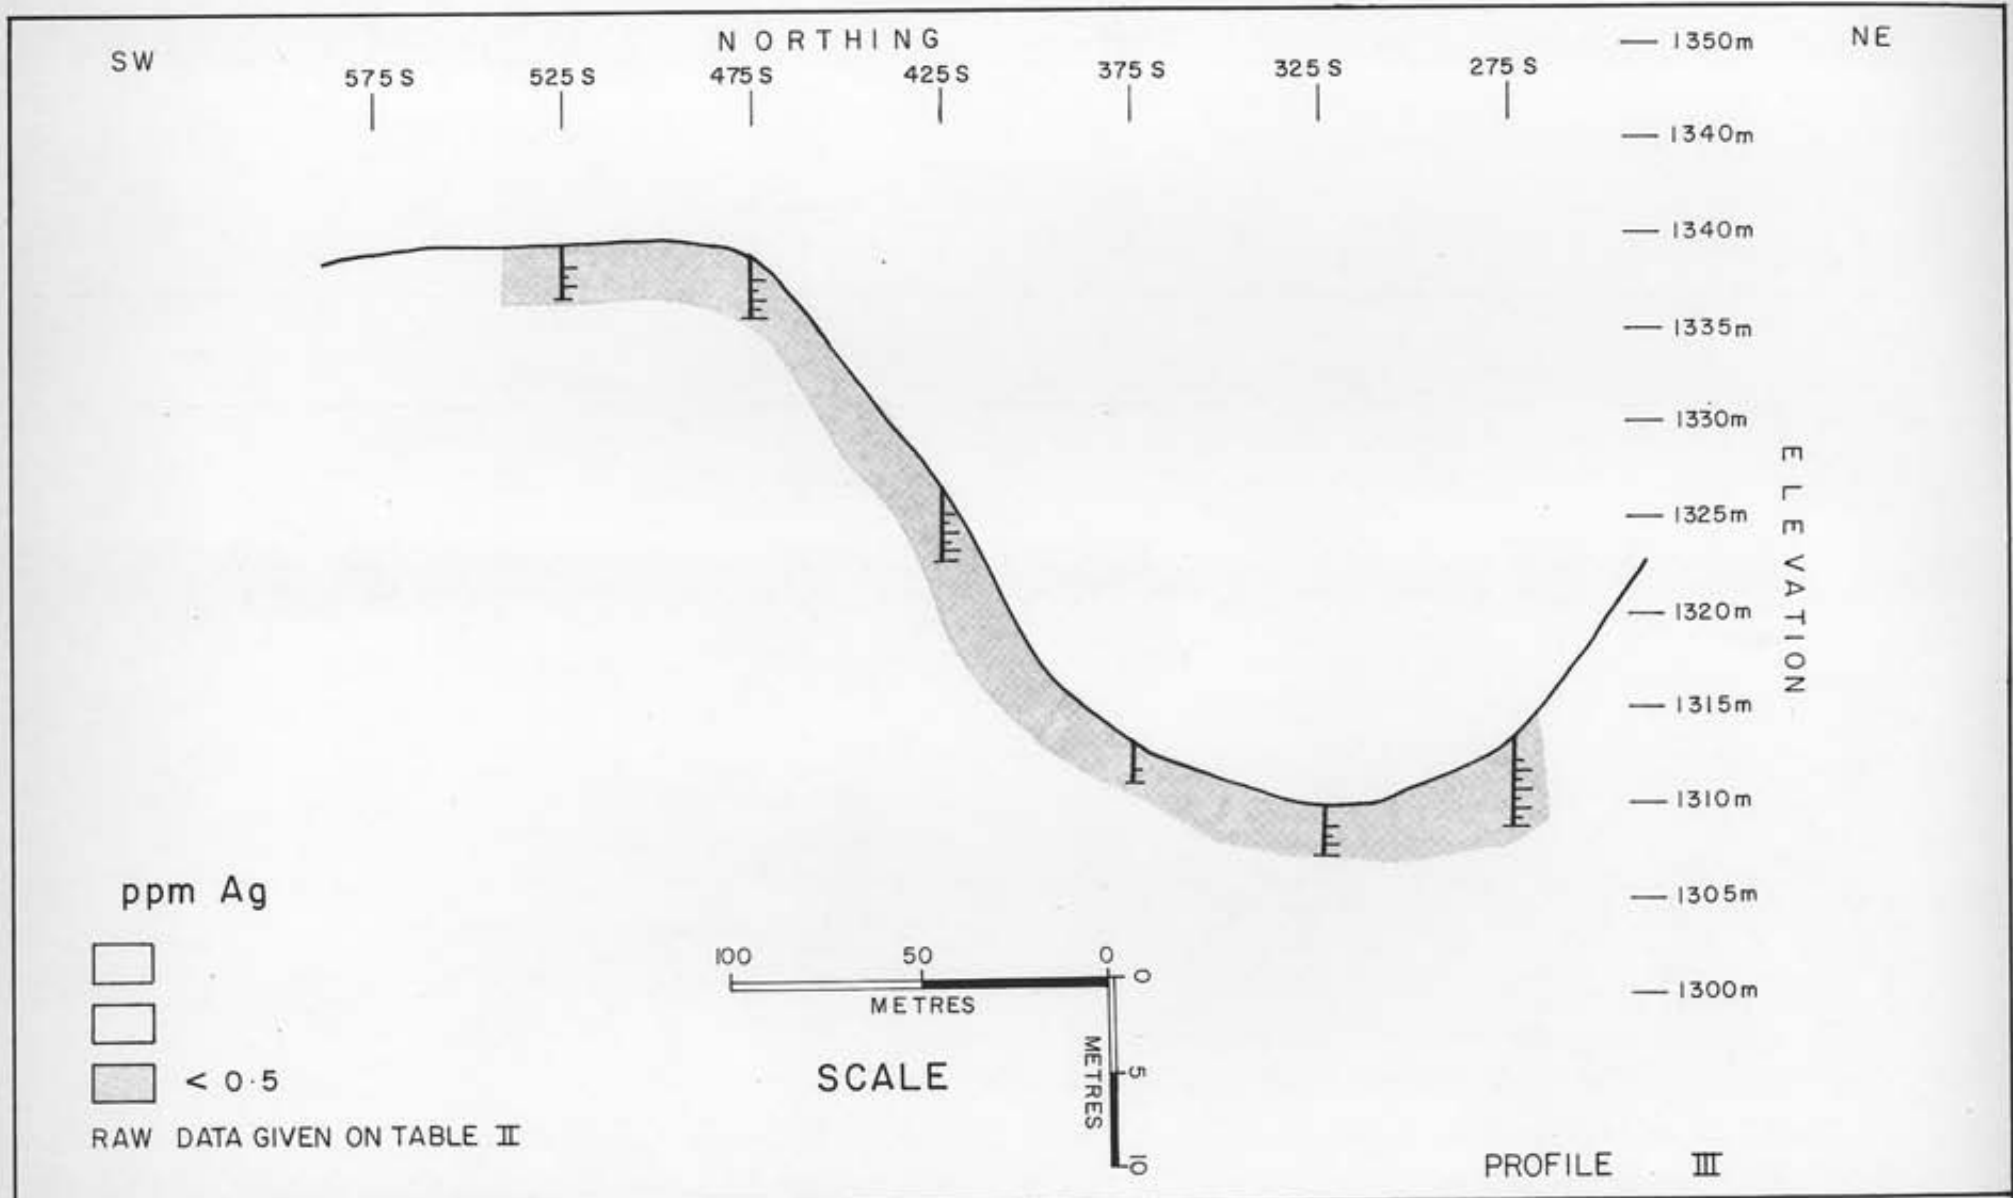 SW
NORTHING
NE
575 S 525 S 475 S 425 S 375 S 325 S 275 S
1350m
1340m
1340m
1335m
1330m
1325m
1320m
1315m
1310m
1305m
1300m
ELEVATION
ppm Ag
< 0·5
RAW DATA GIVEN ON TABLE II
100 50 0
METRES
0
5
10
METRES
SCALE
PROFILE III